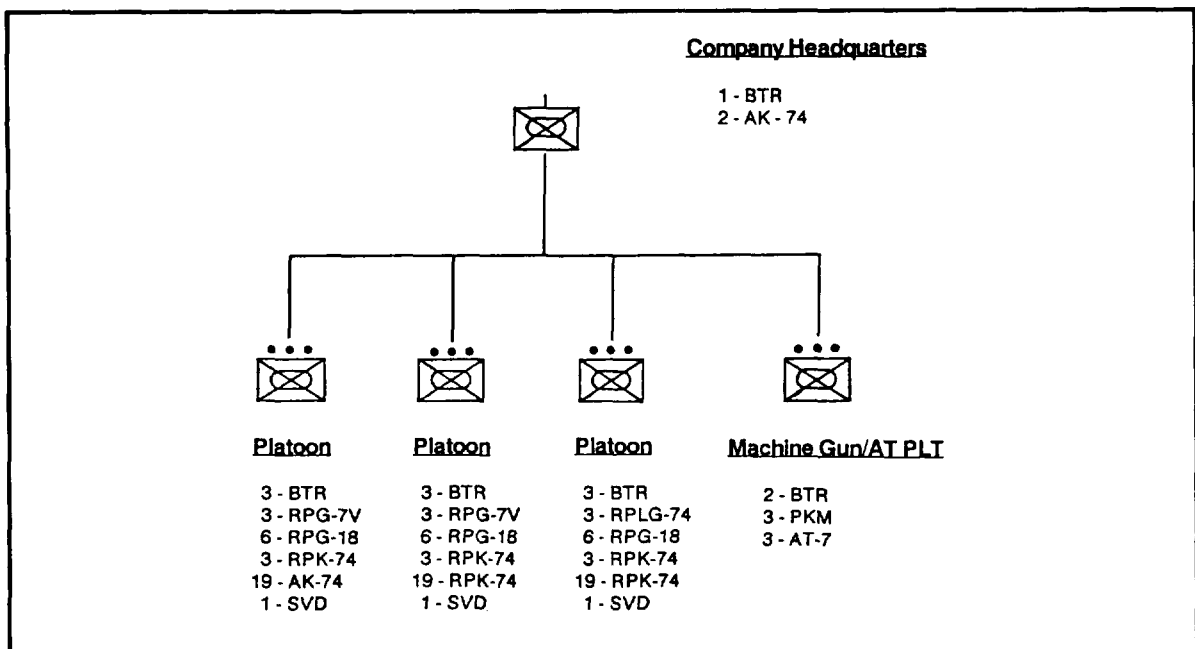 Company Headquarters
1 - BTR
2 - AK - 74
Platoon
3 - BTR
3 - RPG-7V
6 - RPG-18
3 - RPK-74
19 - AK-74
1 - SVD
Platoon
3 - BTR
3 - RPG-7V
6 - RPG-18
3 - RPK-74
19 - RPK-74
1 - SVD
Platoon
3 - BTR
3 - RPLG-74
6 - RPG-18
3 - RPK-74
19 - RPK-74
1 - SVD
Machine Gun/AT PLT
2 - BTR
3 - PKM
3 - AT-7